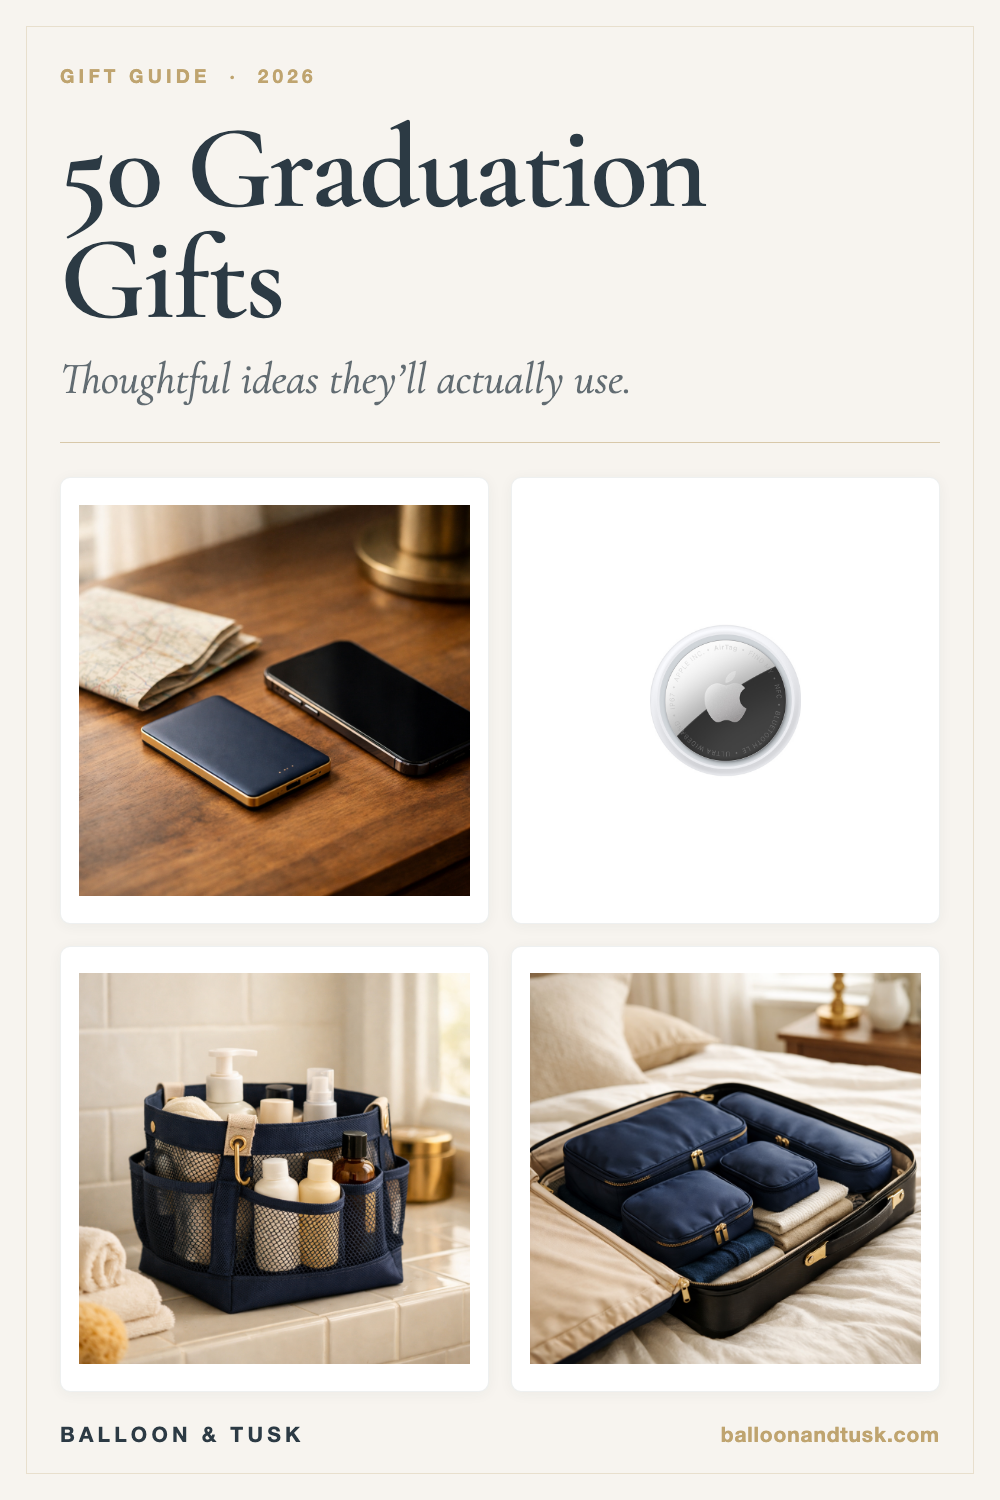 GIFT GUIDE · 2026
50 Graduation
Gifts
Thoughtful ideas they’ll actually use.
BALLOON & TUSK
balloonandtusk.com